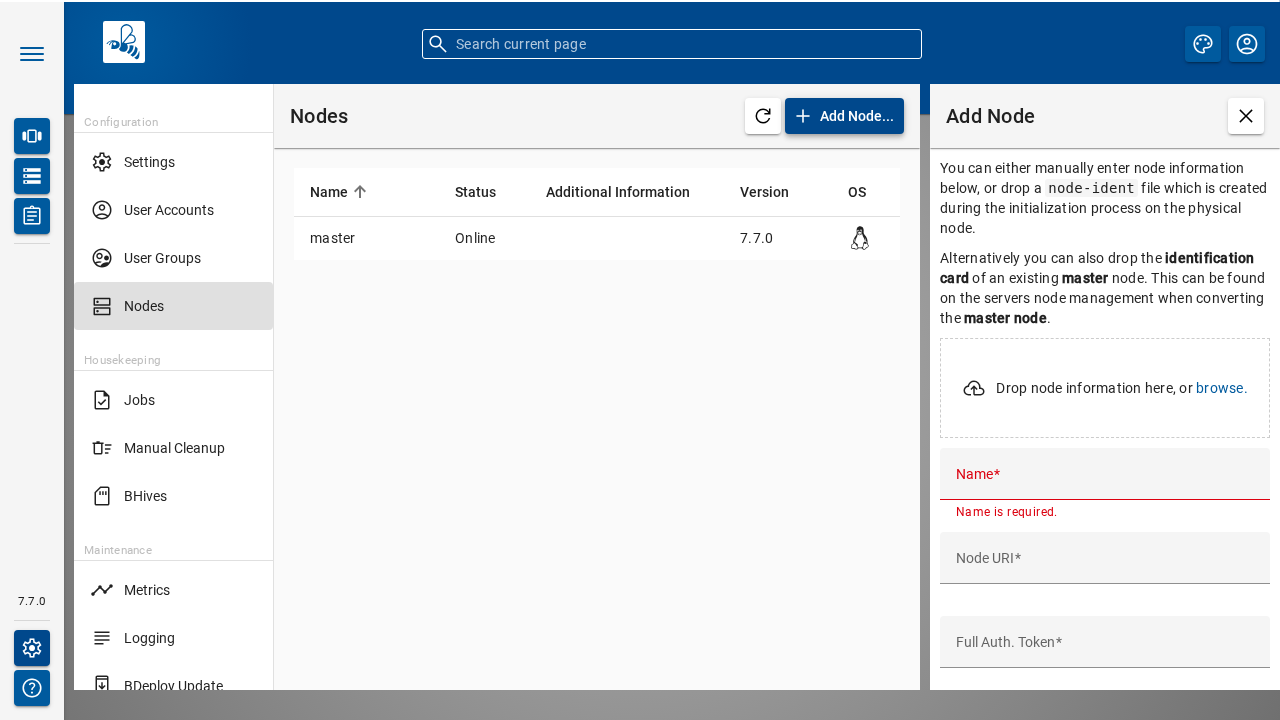 Search current page
Configuration
Settings
User Accounts
User Groups
Nodes
Housekeeping
Jobs
Manual Cleanup
BHives
Maintenance
Metrics
Logging
BDeploy Update
7.7.0
Nodes
Add Node...
Name Status Additional Information Version OS
master Online 7.7.0
Add Node
You can either manually enter node information
below, or drop a node-ident file which is created
during the initialization process on the physical
node.
Alternatively you can also drop the identification
card of an existing master node. This can be found
on the servers node management when converting
the master node.
Drop node information here, or browse.
Name*
Name is required.
Node URI*
Full Auth. Token*